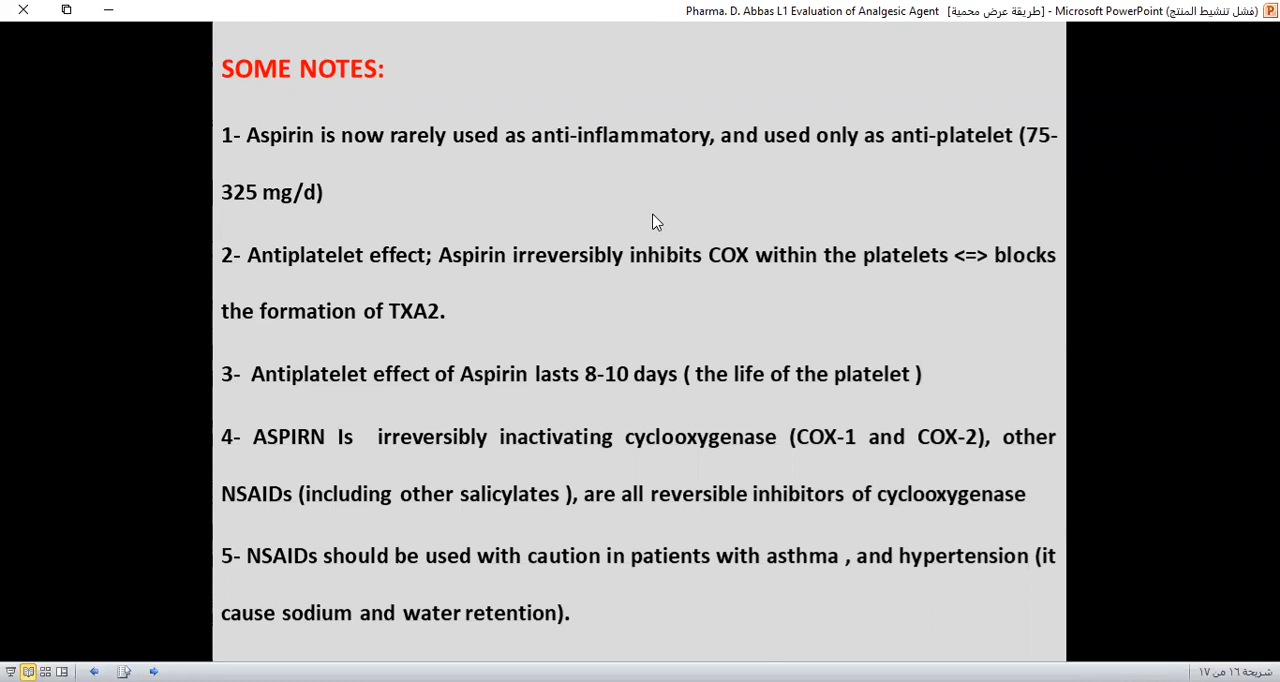 Pharma. D. Abbas L1 Evaluation of Analgesic Agent [طريقة عرض محمية] - Microsoft PowerPoint (فشل تنشيط المنتج)
SOME NOTES:
1- Aspirin is now rarely used as anti-inflammatory, and used only as anti-platelet (75-
325 mg/d)
2- Antiplatelet effect; Aspirin irreversibly inhibits COX within the platelets <=> blocks
the formation of TXA2.
3- Antiplatelet effect of Aspirin lasts 8-10 days ( the life of the platelet )
4- ASPIRN Is irreversibly inactivating cyclooxygenase (COX-1 and COX-2), other
NSAIDs (including other salicylates ), are all reversible inhibitors of cyclooxygenase
5- NSAIDs should be used with caution in patients with asthma , and hypertension (it
cause sodium and water retention).
شريحة ١٦ من ١٧